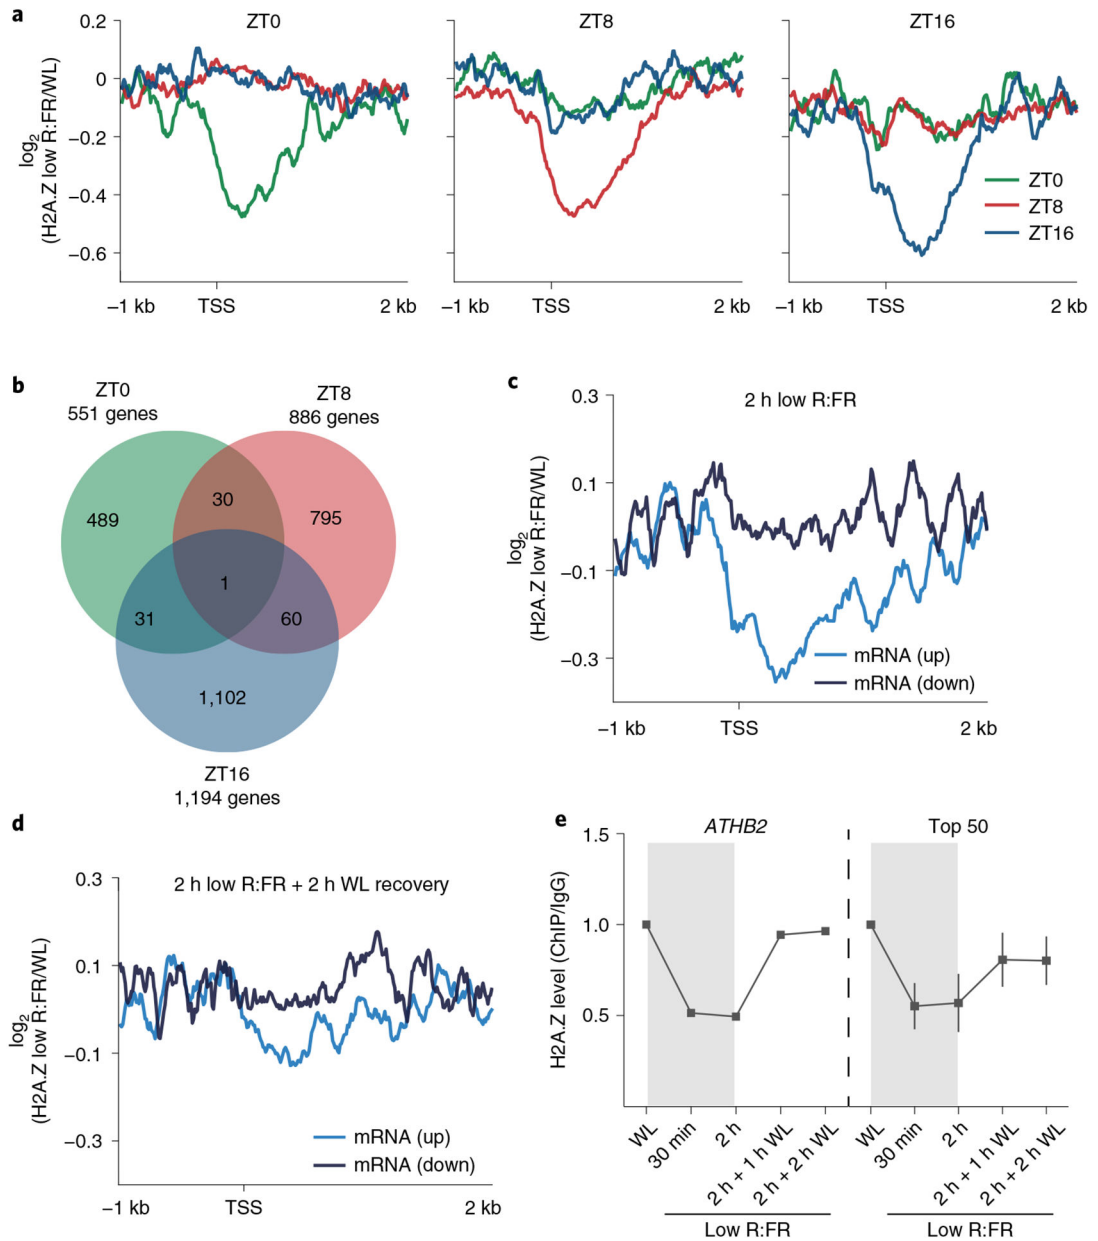 a
ZT0
ZT8
ZT16
0.2
0
−0.2
−0.4
−0.6
log2
(H2A.Z low R:FR/WL)
ZT0
ZT8
ZT16
−1 kb
TSS
2 kb
−1 kb
TSS
2 kb
−1 kb
TSS
2 kb
b
ZT0
551 genes
ZT8
886 genes
30
489
795
1
31
60
1,102
ZT16
1,194 genes
c
2 h low R:FR
0.3
0.1
−0.1
−0.3
log2
(H2A.Z low R:FR/WL)
mRNA (up)
mRNA (down)
−1 kb
TSS
2 kb
d
2 h low R:FR + 2 h WL recovery
0.3
0.1
−0.1
−0.3
log2
(H2A.Z low R:FR/WL)
mRNA (up)
mRNA (down)
−1 kb
TSS
2 kb
e
ATHB2
Top 50
1.5
1.0
0.5
H2A.Z level (ChIP/IgG)
WL
30 min
2 h
2 h + 1 h WL
2 h + 2 h WL
WL
30 min
2 h
2 h + 1 h WL
2 h + 2 h WL
Low R:FR
Low R:FR